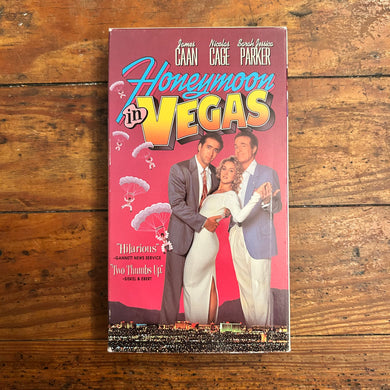 James Nicolas Sarah Jessica
CAAN CAGE PARKER
Honeymoon
in VEGAS
"Hilarious"
-GANNETT NEWS SERVICE
"Two Thumbs Up"
-SISKEL & EBERT